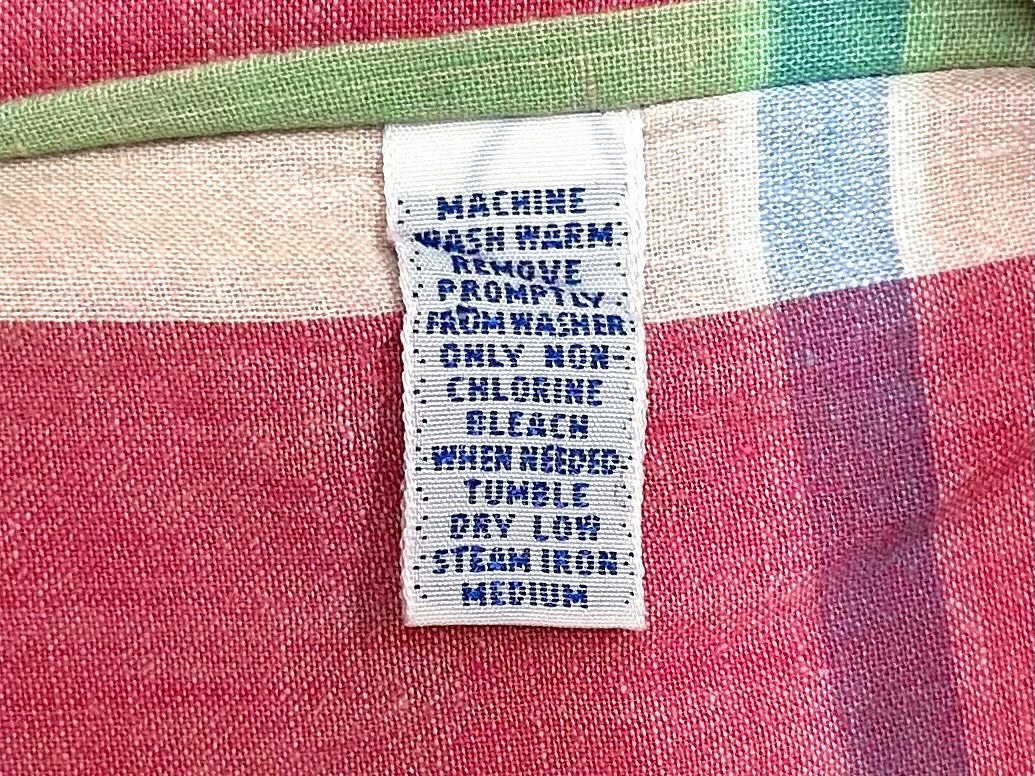 MACHINE
WASH WARM
REMOVE
PROMPTLY
FROM WASHER
ONLY NON-
CHLORINE
BLEACH
WHEN NEEDED
TUMBLE
DRY LOW
STEAM IRON
MEDIUM